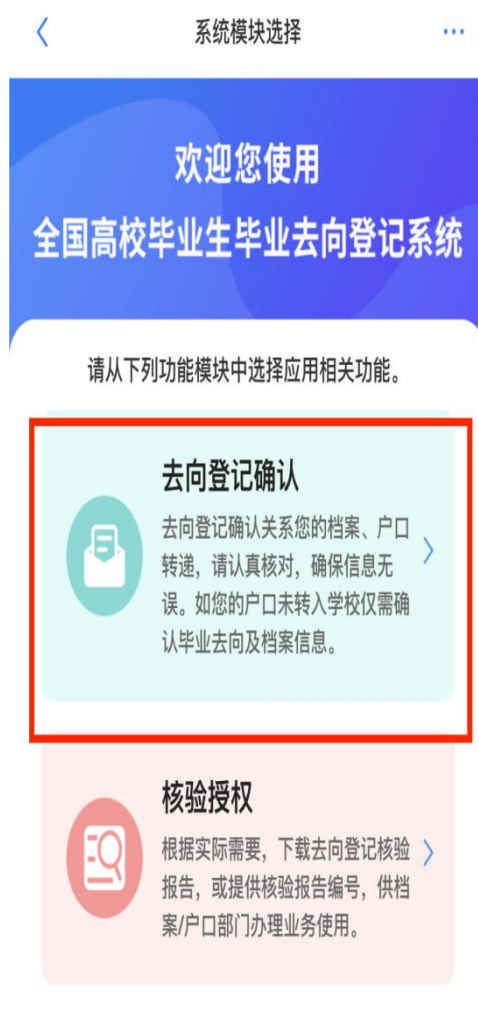 系统模块选择
欢迎您使用
全国高校毕业生毕业去向登记系统
请从下列功能模块中选择应用相关功能。
去向登记确认
去向登记确认关系您的档案、户口
转递，请认真核对，确保信息无
误。如您的户口未转入学校仅需确
认毕业去向及档案信息。
核验授权
根据实际需要，下载去向登记核验
报告，或提供核验报告编号，供档
案/户口部门办理业务使用。